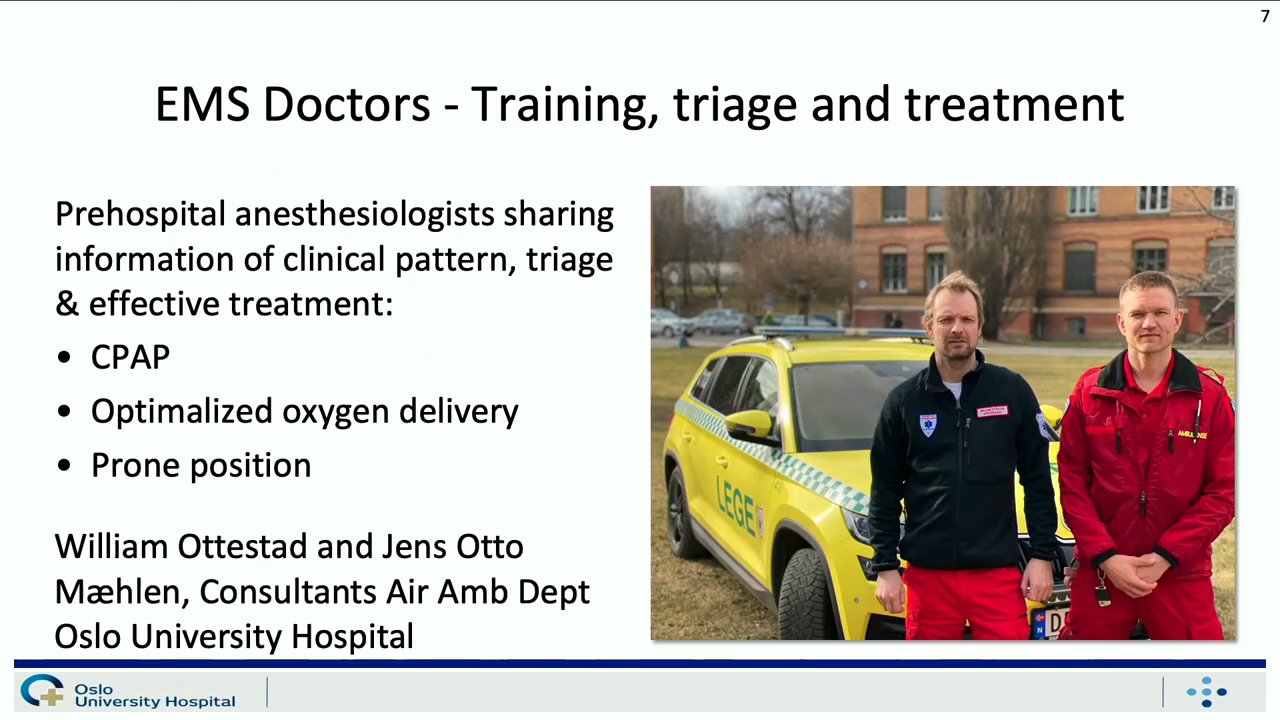 7
EMS Doctors - Training, triage and treatment
Prehospital anesthesiologists sharing
information of clinical pattern, triage
& effective treatment:
• CPAP
• Optimalized oxygen delivery
• Prone position
William Ottestad and Jens Otto
Mæhlen, Consultants Air Amb Dept
Oslo University Hospital
LEGE
AMBULANSE
N
Oslo
University Hospital